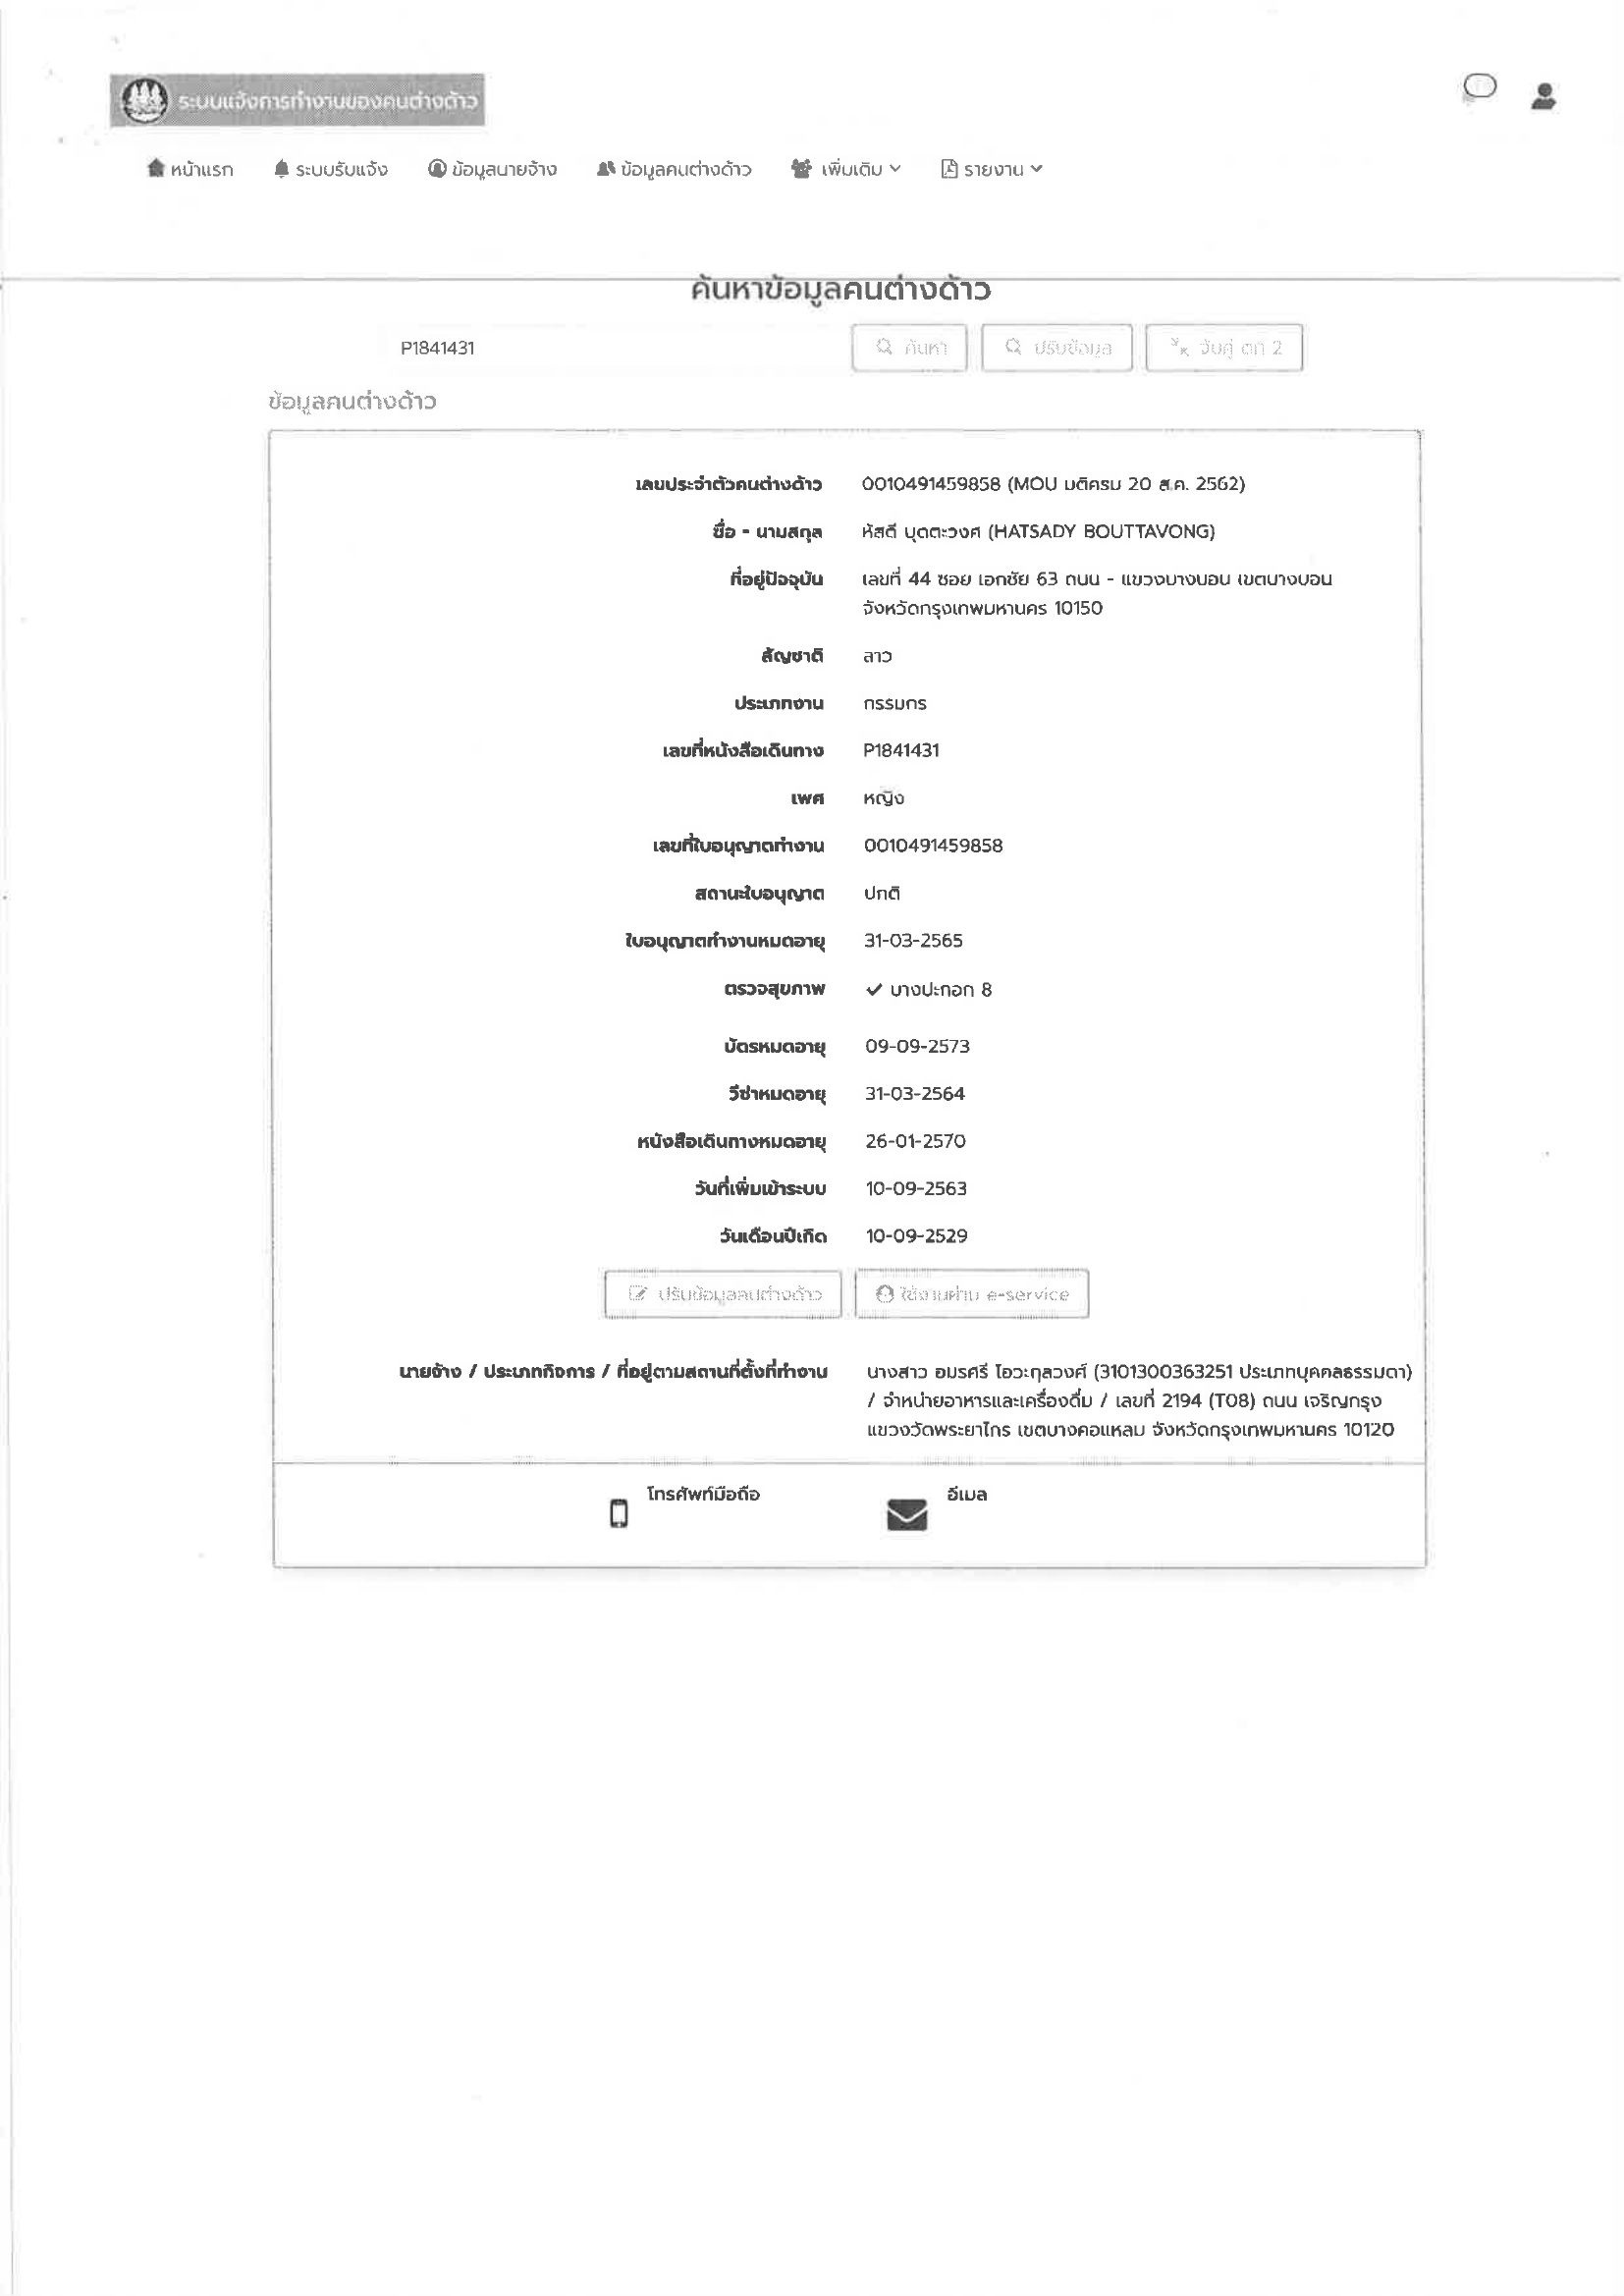 ระบบแจ้งการทำงานของคนต่างด้าว
หน้าแรก ระบบรับแจ้ง ข้อมูลนายจ้าง ข้อมูลคนต่างด้าว เพิ่มเติม รายงาน
ค้นหาข้อมูลคนต่างด้าว
P1841431 ค้นหา ปรับข้อมูล จับคู่ ตท 2
ข้อมูลคนต่างด้าว
เลขประจำตัวคนต่างด้าว 0010491459858 (MOU มติครม 20 ส.ค. 2562)
ชื่อ - นามสกุล หัสดี บุดตะวงศ (HATSADY BOUTTAVONG)
ที่อยู่ปัจจุบัน เลขที่ 44 ซอย เอกชัย 63 ถนน - แขวงบางบอน เขตบางบอน
จังหวัดกรุงเทพมหานคร 10150
สัญชาติ ลาว
ประเภทงาน กรรมกร
เลขที่หนังสือเดินทาง P1841431
เพศ หญิง
เลขที่ใบอนุญาตทำงาน 0010491459858
สถานะใบอนุญาต ปกติ
ใบอนุญาตทำงานหมดอายุ 31-03-2565
ตรวจสุขภาพ ✔ บางปะกอก 8
บัตรหมดอายุ 09-09-2573
วีซ่าหมดอายุ 31-03-2564
หนังสือเดินทางหมดอายุ 26-01-2570
วันที่เพิ่มเข้าระบบ 10-09-2563
วันเดือนปีเกิด 10-09-2529
ปรับข้อมูลคนต่างด้าว ใช้งานผ่าน e-service
นายจ้าง / ประเภทกิจการ / ที่อยู่ตามสถานที่ตั้งที่ทำงาน นางสาว อมรศรี โอวะกุลวงศ์ (3101300363251 ประเภทบุคคลธรรมดา)
/ จำหน่ายอาหารและเครื่องดื่ม / เลขที่ 2194 (T08) ถนน เจริญกรุง
แขวงวัดพระยาไกร เขตบางคอแหลม จังหวัดกรุงเทพมหานคร 10120
โทรศัพท์มือถือ อีเมล